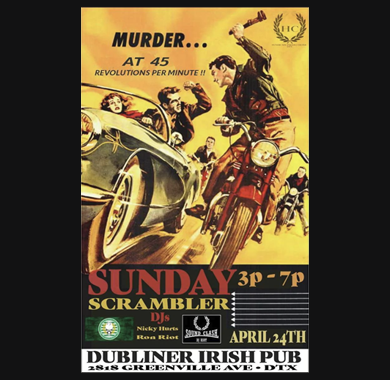 MURDER...
AT 45
REVOLUTIONS PER MINUTE !!
SUNDAY 3p - 7p
SCRAMBLER
DJs
Nicky Hurts
Ron Riot
SOUND CLASH
APRIL 24TH
DUBLINER IRISH PUB
2818 GREENVILLE AVE • DTX